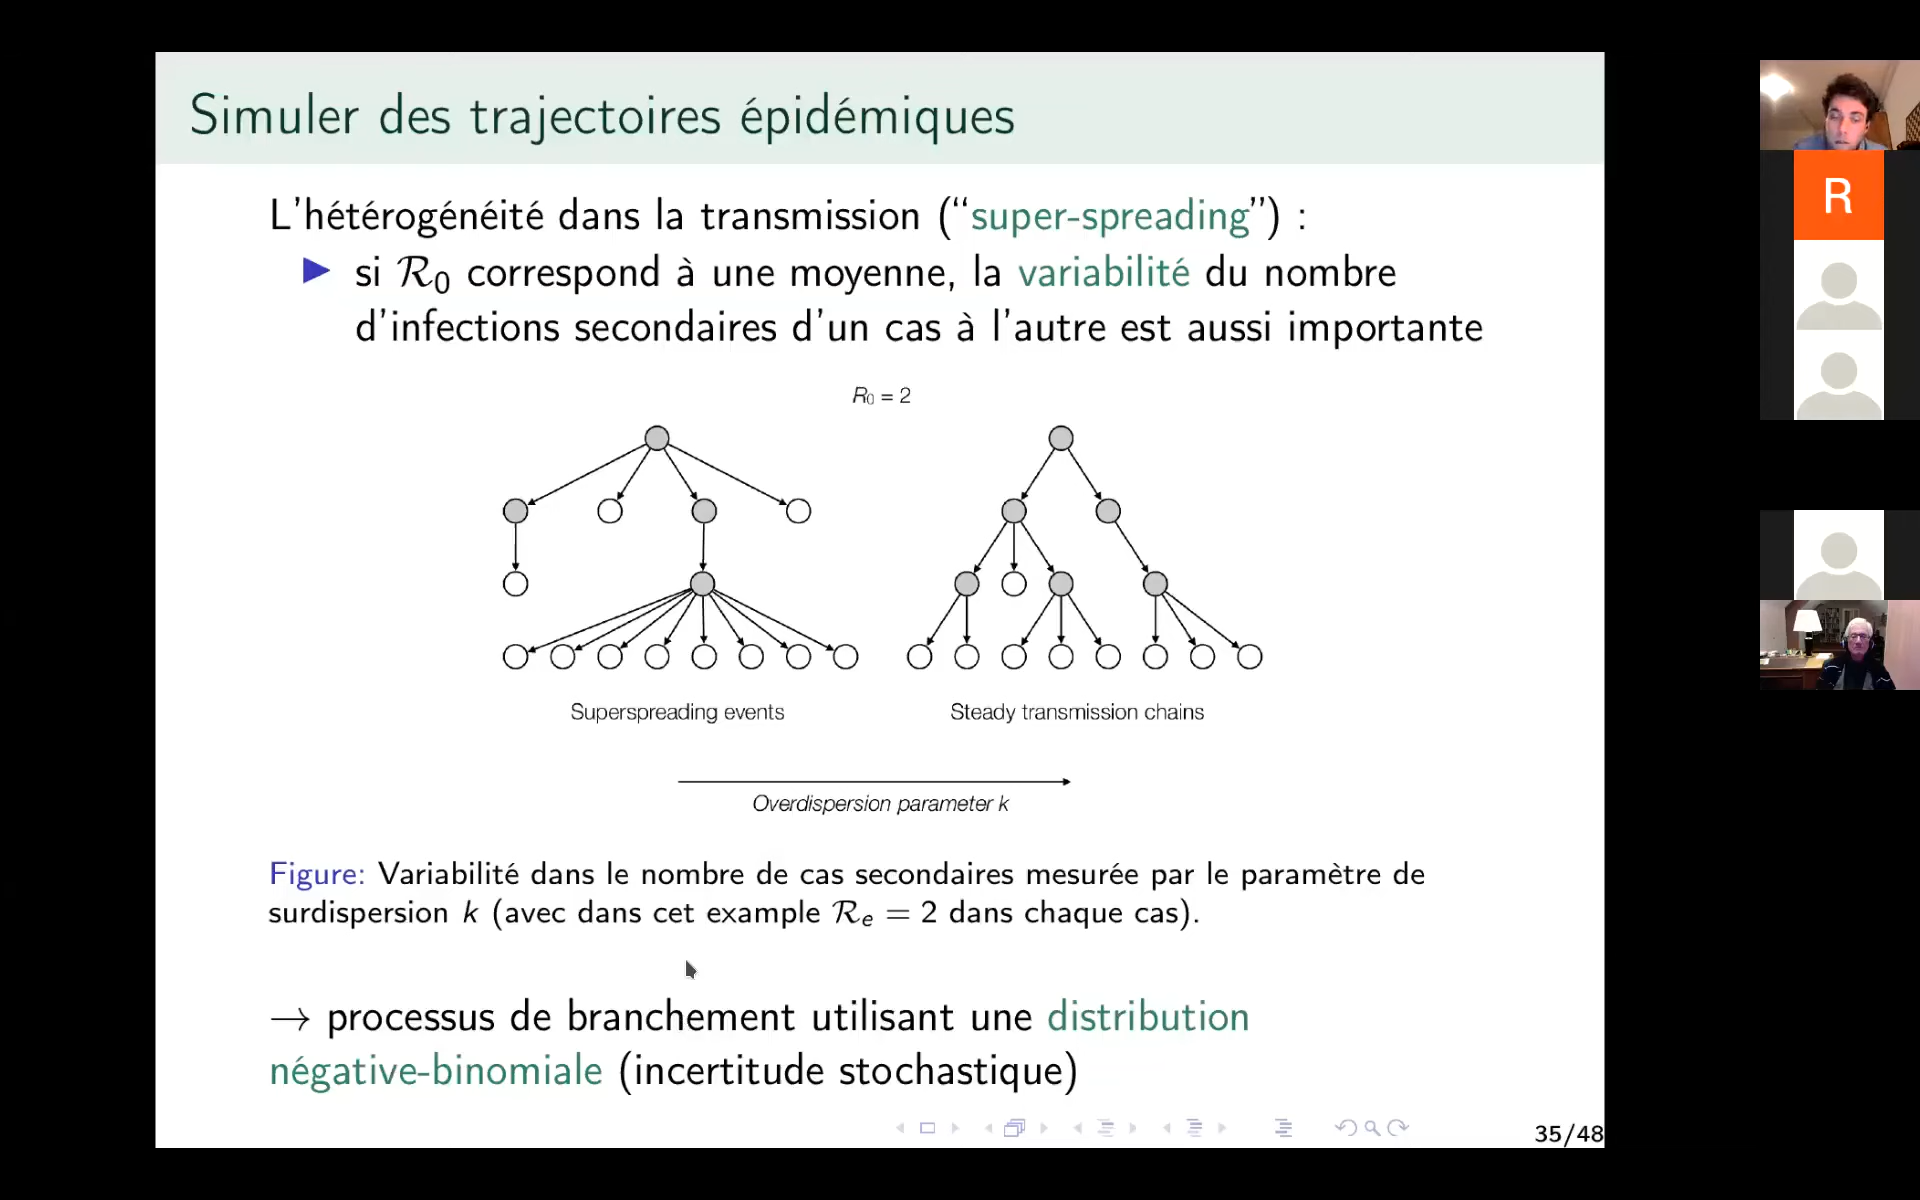 Simuler des trajectoires épidémiques
L'hétérogénéité dans la transmission (“super-spreading”) :
▶ si R0 correspond à une moyenne, la variabilité du nombre
d'infections secondaires d'un cas à l'autre est aussi importante
R0 = 2
Superspreading events
Steady transmission chains
Overdispersion parameter k
Figure: Variabilité dans le nombre de cas secondaires mesurée par le paramètre de
surdispersion k (avec dans cet example Re = 2 dans chaque cas).
→ processus de branchement utilisant une distribution
négative-binomiale (incertitude stochastique)
35/48
R